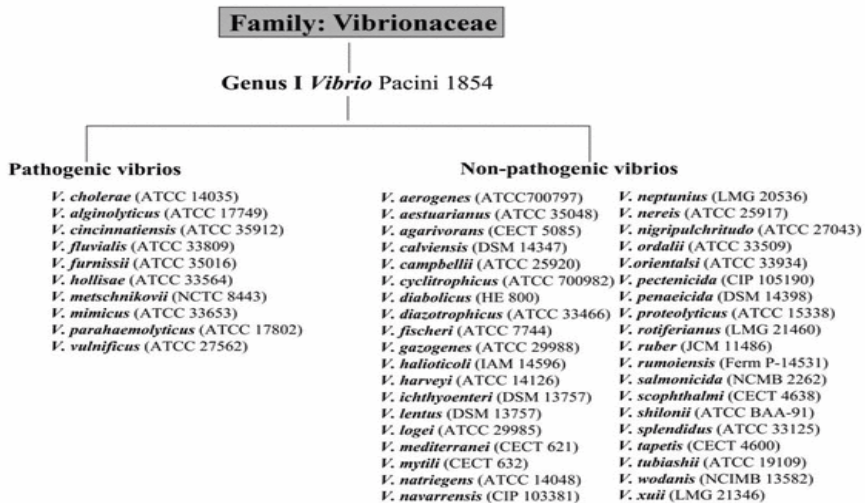 Family: Vibrionaceae
Genus I Vibrio Pacini 1854
Pathogenic vibrios
V. cholerae (ATCC 14035)
V. alginolyticus (ATCC 17749)
V. cincinnatiensis (ATCC 35912)
V. fluvialis (ATCC 33809)
V. furnissii (ATCC 35016)
V. hollisae (ATCC 33564)
V. metschnikovii (NCTC 8443)
V. mimicus (ATCC 33653)
V. parahaemolyticus (ATCC 17802)
V. vulnificus (ATCC 27562)
Non-pathogenic vibrios
V. aerogenes (ATCC700797)
V. aestuarianus (ATCC 35048)
V. agarivorans (CECT 5085)
V. calviensis (DSM 14347)
V. campbellii (ATCC 25920)
V. cyclitrophicus (ATCC 700982)
V. diabolicus (HE 800)
V. diazotrophicus (ATCC 33466)
V. fischeri (ATCC 7744)
V. gazogenes (ATCC 29988)
V. halioticoli (IAM 14596)
V. harveyi (ATCC 14126)
V. ichthyoenteri (DSM 13757)
V. lentus (DSM 13757)
V. logei (ATCC 29985)
V. mediterranei (CECT 621)
V. mytili (CECT 632)
V. natriegens (ATCC 14048)
V. navarrensis (CIP 103381)
V. neptunius (LMG 20536)
V. nereis (ATCC 25917)
V. nigripulchritudo (ATCC 27043)
V. ordalii (ATCC 33509)
V.orientalsi (ATCC 33934)
V. pectenicida (CIP 105190)
V. penaeicida (DSM 14398)
V. proteolyticus (ATCC 15338)
V. rotiferianus (LMG 21460)
V. ruber (JCM 11486)
V. rumoiensis (Ferm P-14531)
V. salmonicida (NCMB 2262)
V. scophthalmi (CECT 4638)
V. shilonii (ATCC BAA-91)
V. splendidus (ATCC 33125)
V. tapetis (CECT 4600)
V. tubiashii (ATCC 19109)
V. wodanis (NCIMB 13582)
V. xuii (LMG 21346)